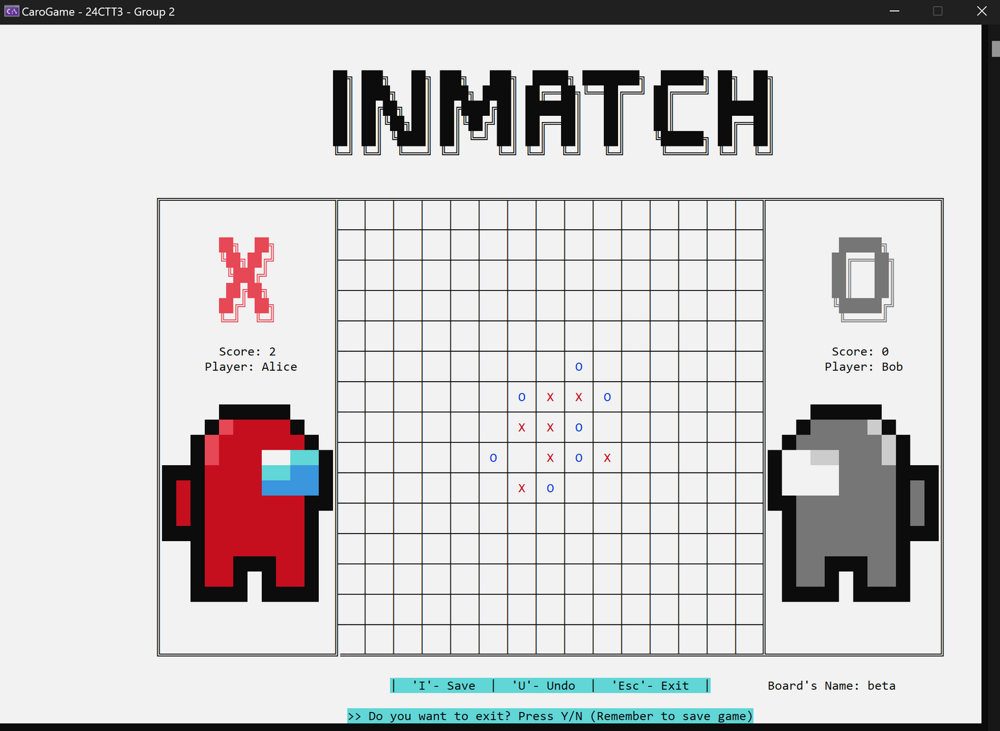 CaroGame - 24CTT3 - Group 2
INMATCH
X
O
Score: 2
Player: Alice
Score: 0
Player: Bob
O
O X X O
X X O
O X O X
X O
| 'I'- Save | 'U'- Undo | 'Esc'- Exit |
Board's Name: beta
>> Do you want to exit? Press Y/N (Remember to save game)